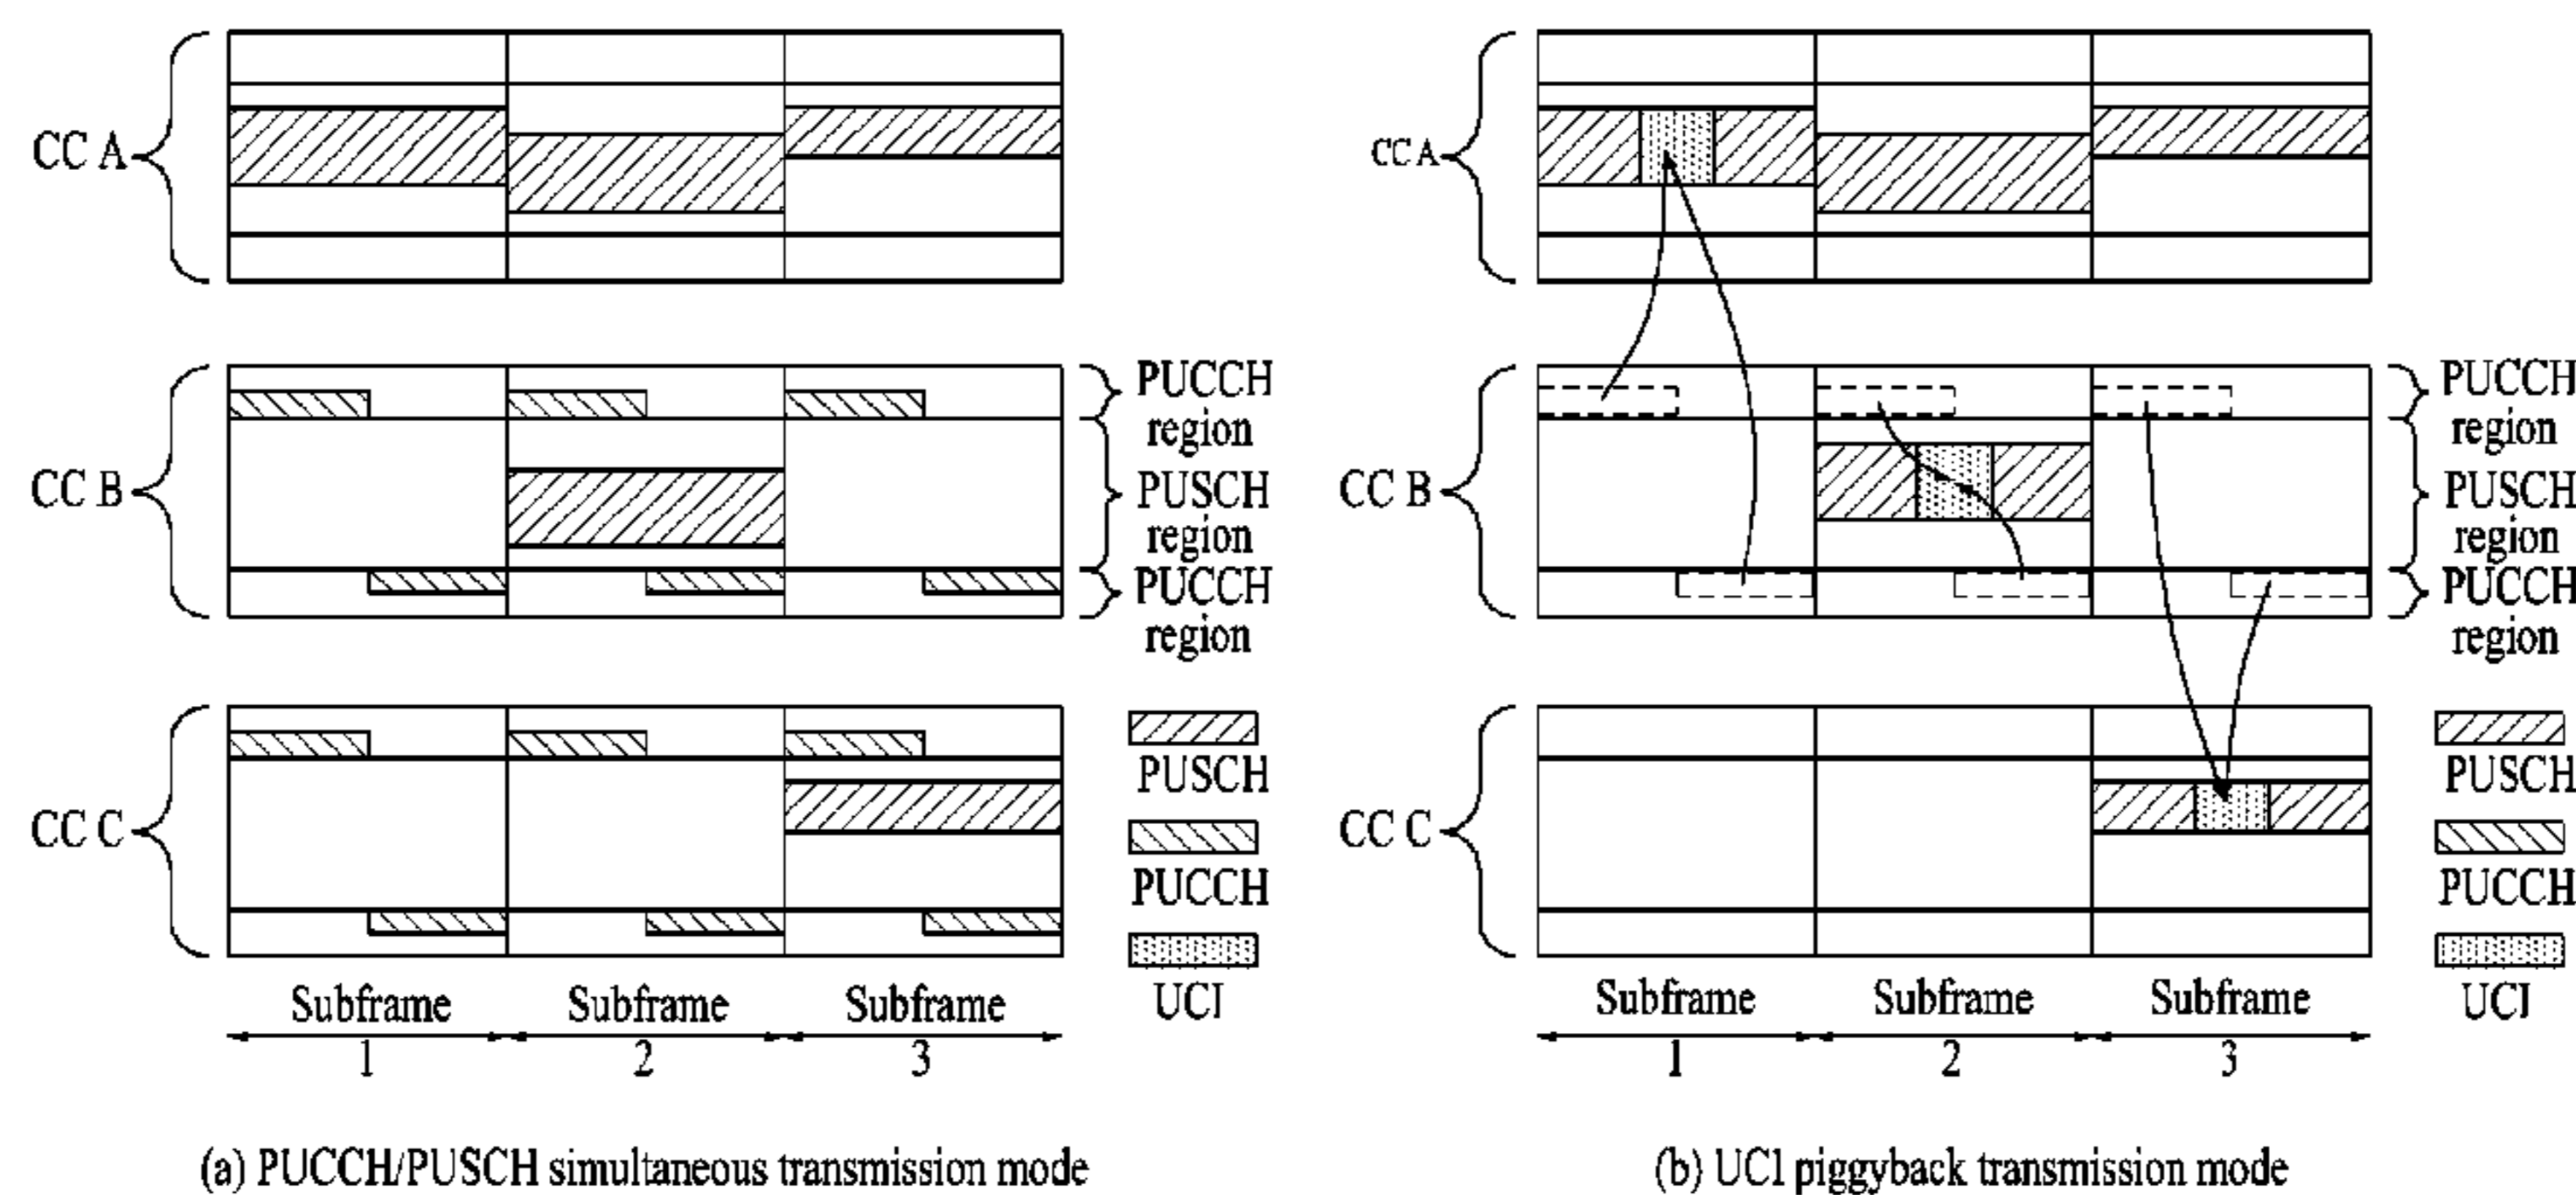 CC A
CC B
CC C
PUCCH
region
PUSCH
region
PUCCH
region
PUSCH
PUCCH
UCI
Subframe
1
Subframe
2
Subframe
3
(a) PUCCH/PUSCH simultaneous transmission mode
CC A
CC B
CC C
PUCCH
region
PUSCH
region
PUCCH
region
PUSCH
PUCCH
UCI
Subframe
1
Subframe
2
Subframe
3
(b) UCI piggyback transmission mode